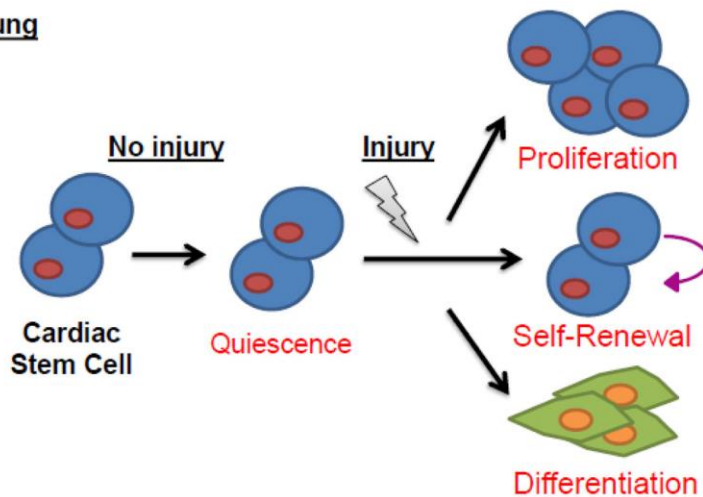 No injury
Injury
Proliferation
Cardiac
Stem Cell
Quiescence
Self-Renewal
Differentiation